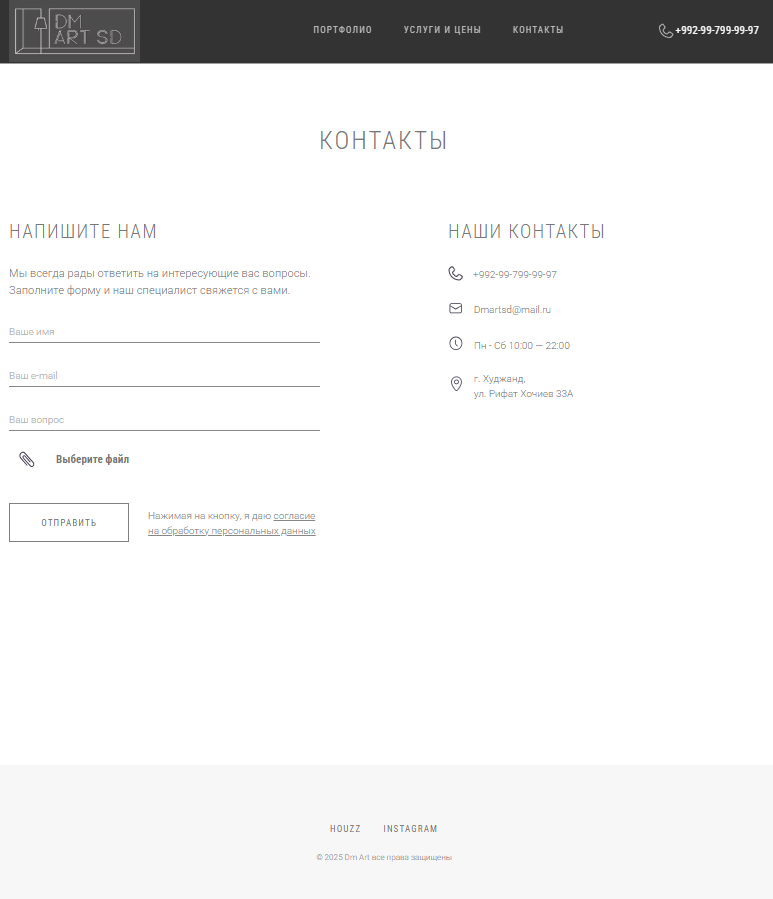 DM
ART SD
ПОРТФОЛИО
УСЛУГИ И ЦЕНЫ
КОНТАКТЫ
+992-99-799-99-97
КОНТАКТЫ
НАПИШИТЕ НАМ
Мы всегда рады ответить на интересующие вас вопросы.
Заполните форму и наш специалист свяжется с вами.
Ваше имя
Ваш e-mail
Ваш вопрос
Выберите файл
ОТПРАВИТЬ
Нажимая на кнопку, я даю согласие
на обработку персональных данных
НАШИ КОНТАКТЫ
+992-99-799-99-97
Dmartsd@mail.ru
Пн - Сб 10:00 — 22:00
г. Худжанд,
ул. Рифат Хочиев 33А
HOUZZ
INSTAGRAM
© 2025 Dm Art все права защищены